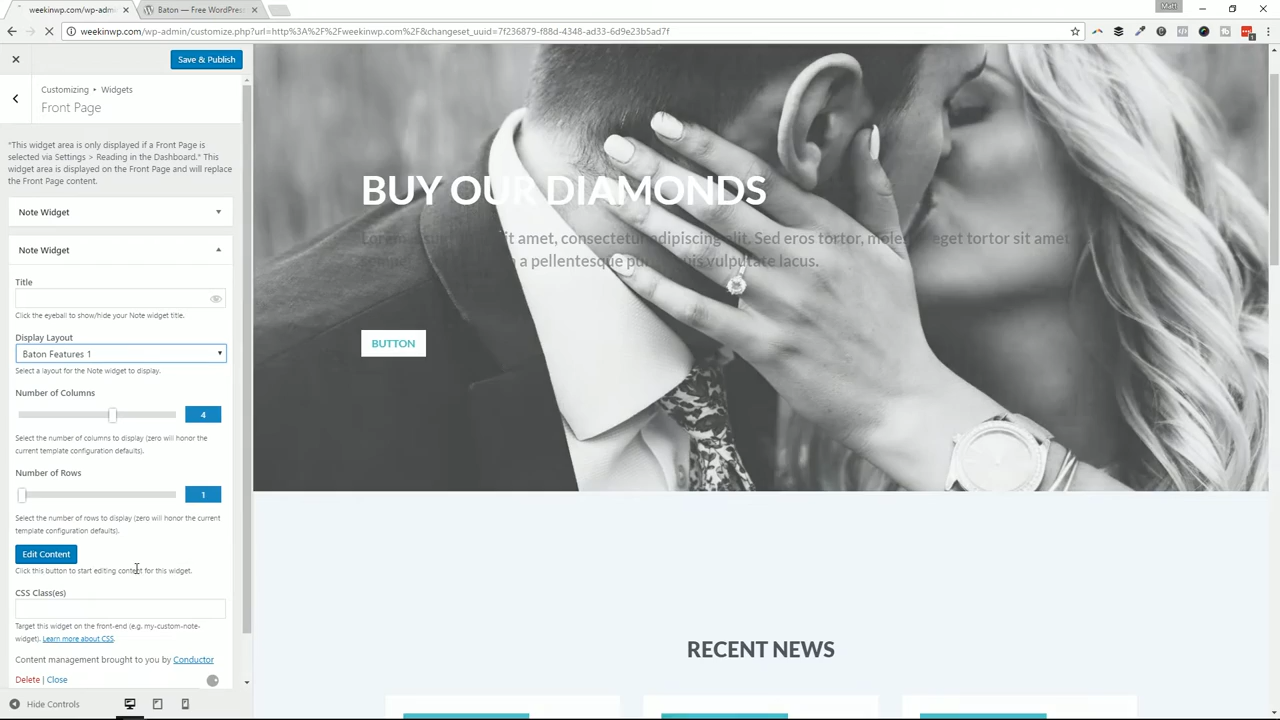 Matt
weekinwp.com/wp-admi
Baton — Free WordPres
weekinwp.com/wp-admin/customize.php?url=http%3A%2F%2Fweekinwp.com%2F&changeset_uuid=7f236879-f88d-4348-ad33-6d9e23b5ad7f
Save & Publish
Customizing • Widgets
Front Page
"This widget area is only displayed if a Front Page is
selected via Settings > Reading in the Dashboard." This
widget area is displayed on the Front Page and will replace
the Front Page content.
Note Widget
Note Widget
Title
Click the eyeball to show/hide your Note widget title.
Display Layout
Baton Features 1
Select a layout for the Note widget to display.
Number of Columns
4
Select the number of columns to display (zero will honor the
current template configuration defaults).
Number of Rows
1
Select the number of rows to display (zero will honor the current
template configuration defaults).
Edit Content
Click this button to start editing content for this widget.
CSS Class(es)
Target this widget on the front-end (e.g. my-custom-note-
widget). Learn more about CSS.
Content management brought to you by Conductor
Delete | Close
Hide Controls
BUY OUR DIAMONDS
sit amet, consectetur adipiscing elit. Sed eros tortor, eget tortor sit amet
a pellentesque vulputate lacus.
BUTTON
RECENT NEWS